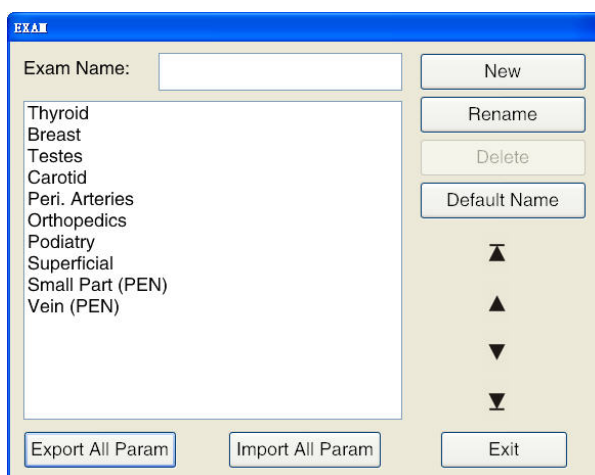 EXAM
Exam Name:
New
Rename
Delete
Default Name
Thyroid
Breast
Testes
Carotid
Peri. Arteries
Orthopedics
Podiatry
Superficial
Small Part (PEN)
Vein (PEN)
Export All Param
Import All Param
Exit